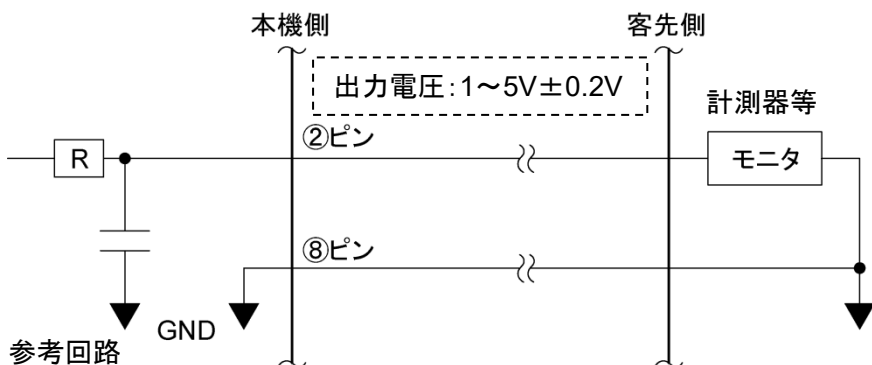 本機側
客先側
出力電圧:1～5V±0.2V
計測器等
②ピン
R
モニタ
⑧ピン
GND
参考回路